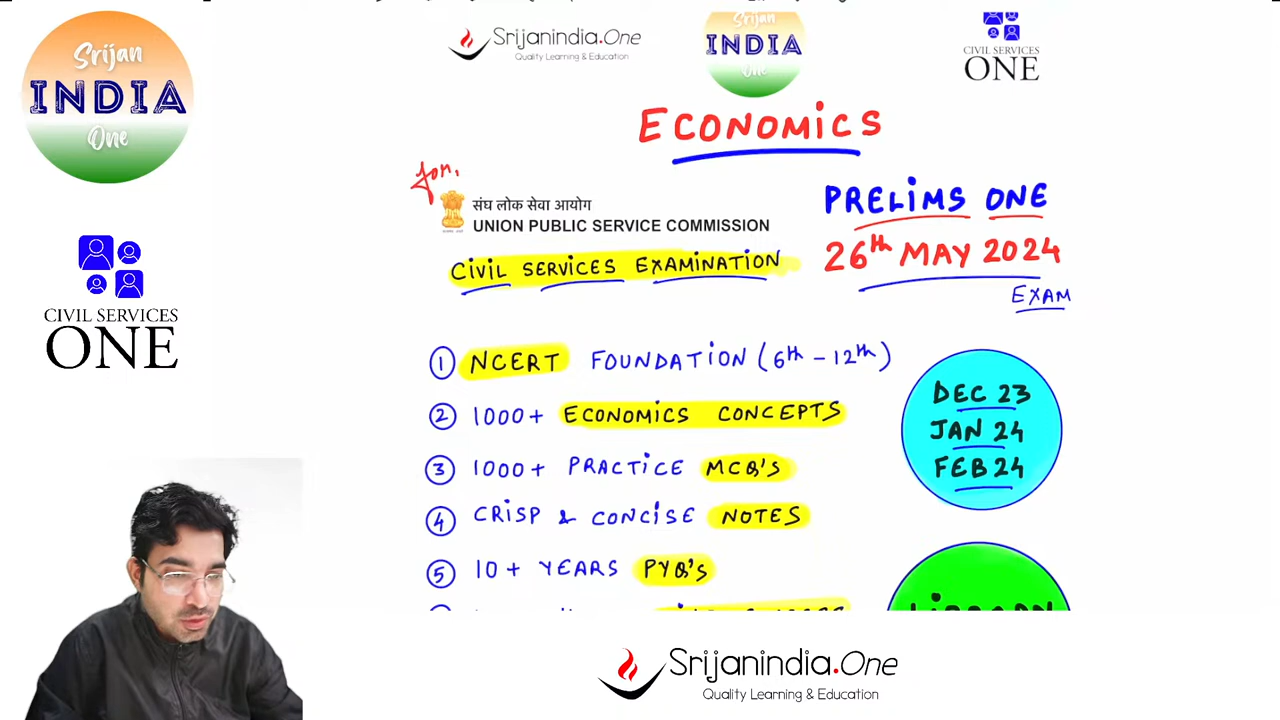 Srijan
INDIA
One
CIVIL SERVICES
ONE
Srijanindia.One
Quality Learning & Education
Srijan
INDIA
One
CIVIL SERVICES
ONE
ECONOMICS
for.
संघ लोक सेवा आयोग
UNION PUBLIC SERVICE COMMISSION
CIVIL SERVICES EXAMINATION
PRELIMS ONE
26th MAY 2024
EXAM
1 NCERT FOUNDATION (6th - 12th)
2 1000+ ECONOMICS CONCEPTS
3 1000+ PRACTICE MCQ'S
4 CRISP & CONCISE NOTES
5 10+ YEARS PYQ'S
DEC 23
JAN 24
FEB 24
Srijanindia.One
Quality Learning & Education